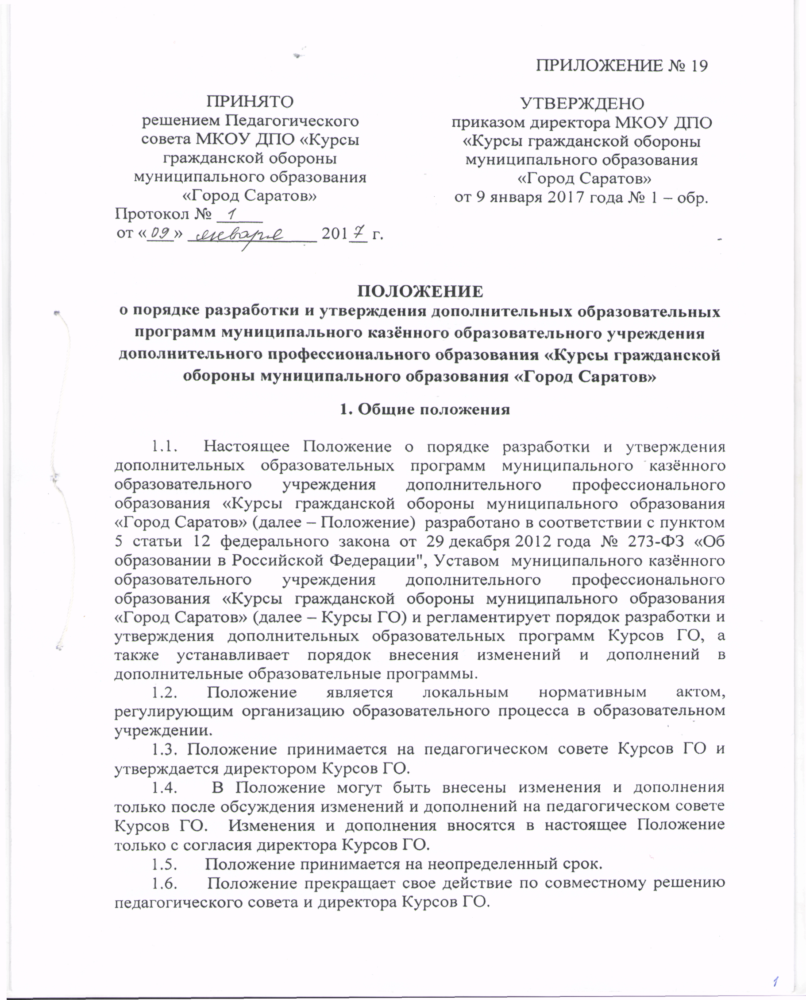 ПРИЛОЖЕНИЕ № 19
ПРИНЯТО
решением Педагогического
совета МКОУ ДПО «Курсы
гражданской обороны
муниципального образования
«Город Саратов»
Протокол № 1
от «09» января 2017 г.
УТВЕРЖДЕНО
приказом директора МКОУ ДПО
«Курсы гражданской обороны
муниципального образования
«Город Саратов»
от 9 января 2017 года № 1 – обр.
ПОЛОЖЕНИЕ
о порядке разработки и утверждения дополнительных образовательных
программ муниципального казённого образовательного учреждения
дополнительного профессионального образования «Курсы гражданской
обороны муниципального образования «Город Саратов»
1. Общие положения
1.1. Настоящее Положение о порядке разработки и утверждения
дополнительных образовательных программ муниципального казённого
образовательного учреждения дополнительного профессионального
образования «Курсы гражданской обороны муниципального образования
«Город Саратов» (далее – Положение) разработано в соответствии с пунктом
5 статьи 12 федерального закона от 29 декабря 2012 года № 273-ФЗ «Об
образовании в Российской Федерации", Уставом муниципального казённого
образовательного учреждения дополнительного профессионального
образования «Курсы гражданской обороны муниципального образования
«Город Саратов» (далее – Курсы ГО) и регламентирует порядок разработки и
утверждения дополнительных образовательных программ Курсов ГО, а
также устанавливает порядок внесения изменений и дополнений в
дополнительные образовательные программы.
1.2. Положение является локальным нормативным актом,
регулирующим организацию образовательного процесса в образовательном
учреждении.
1.3. Положение принимается на педагогическом совете Курсов ГО и
утверждается директором Курсов ГО.
1.4. В Положение могут быть внесены изменения и дополнения
только после обсуждения изменений и дополнений на педагогическом совете
Курсов ГО. Изменения и дополнения вносятся в настоящее Положение
только с согласия директора Курсов ГО.
1.5. Положение принимается на неопределенный срок.
1.6. Положение прекращает свое действие по совместному решению
педагогического совета и директора Курсов ГО.
1